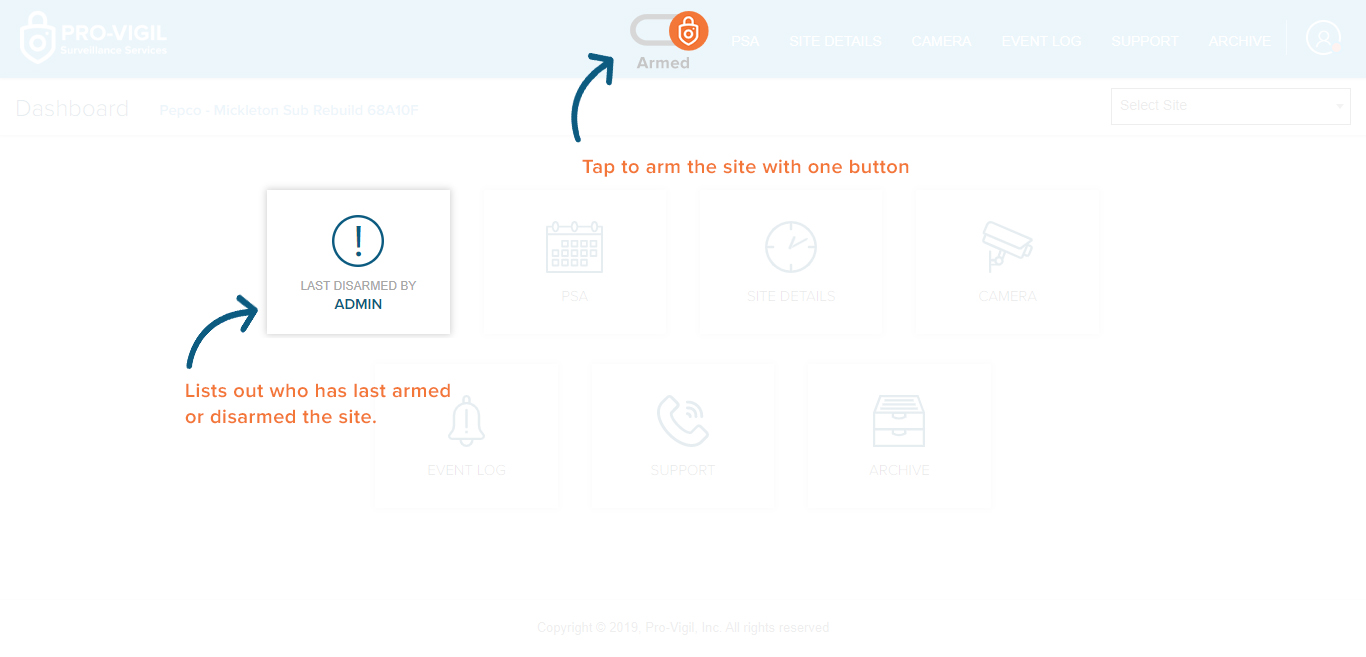 PRO-VIGIL
Surveillance Services
Armed
PSA
SITE DETAILS
CAMERA
EVENT LOG
SUPPORT
ARCHIVE
Dashboard
Pepco - Mickleton Sub Rebuild 68A10F
Select Site
Tap to arm the site with one button
LAST DISARMED BY
ADMIN
PSA
SITE DETAILS
CAMERA
Lists out who has last armed
or disarmed the site.
EVENT LOG
SUPPORT
ARCHIVE
Copyright © 2019. Pro-Vigil, Inc. All rights reserved